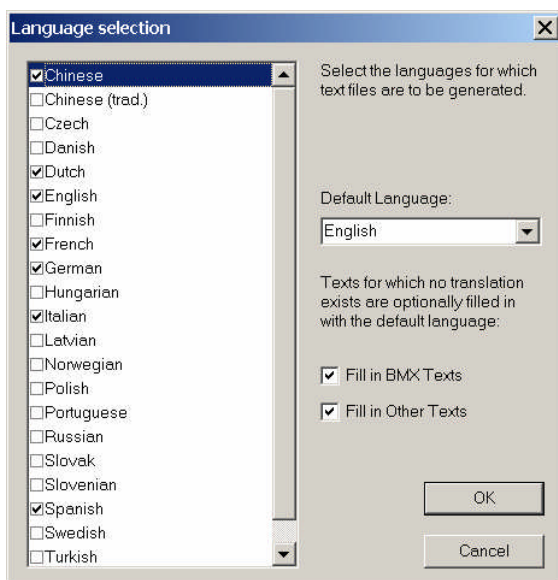 Language selection
Chinese
Chinese (trad.)
Czech
Danish
Dutch
English
Finnish
French
German
Hungarian
Italian
Latvian
Norwegian
Polish
Portuguese
Russian
Slovak
Slovenian
Spanish
Swedish
Turkish
Select the languages for which
text files are to be generated.
Default Language:
English
Texts for which no translation
exists are optionally filled in
with the default language:
Fill in BMX Texts
Fill in Other Texts
OK
Cancel